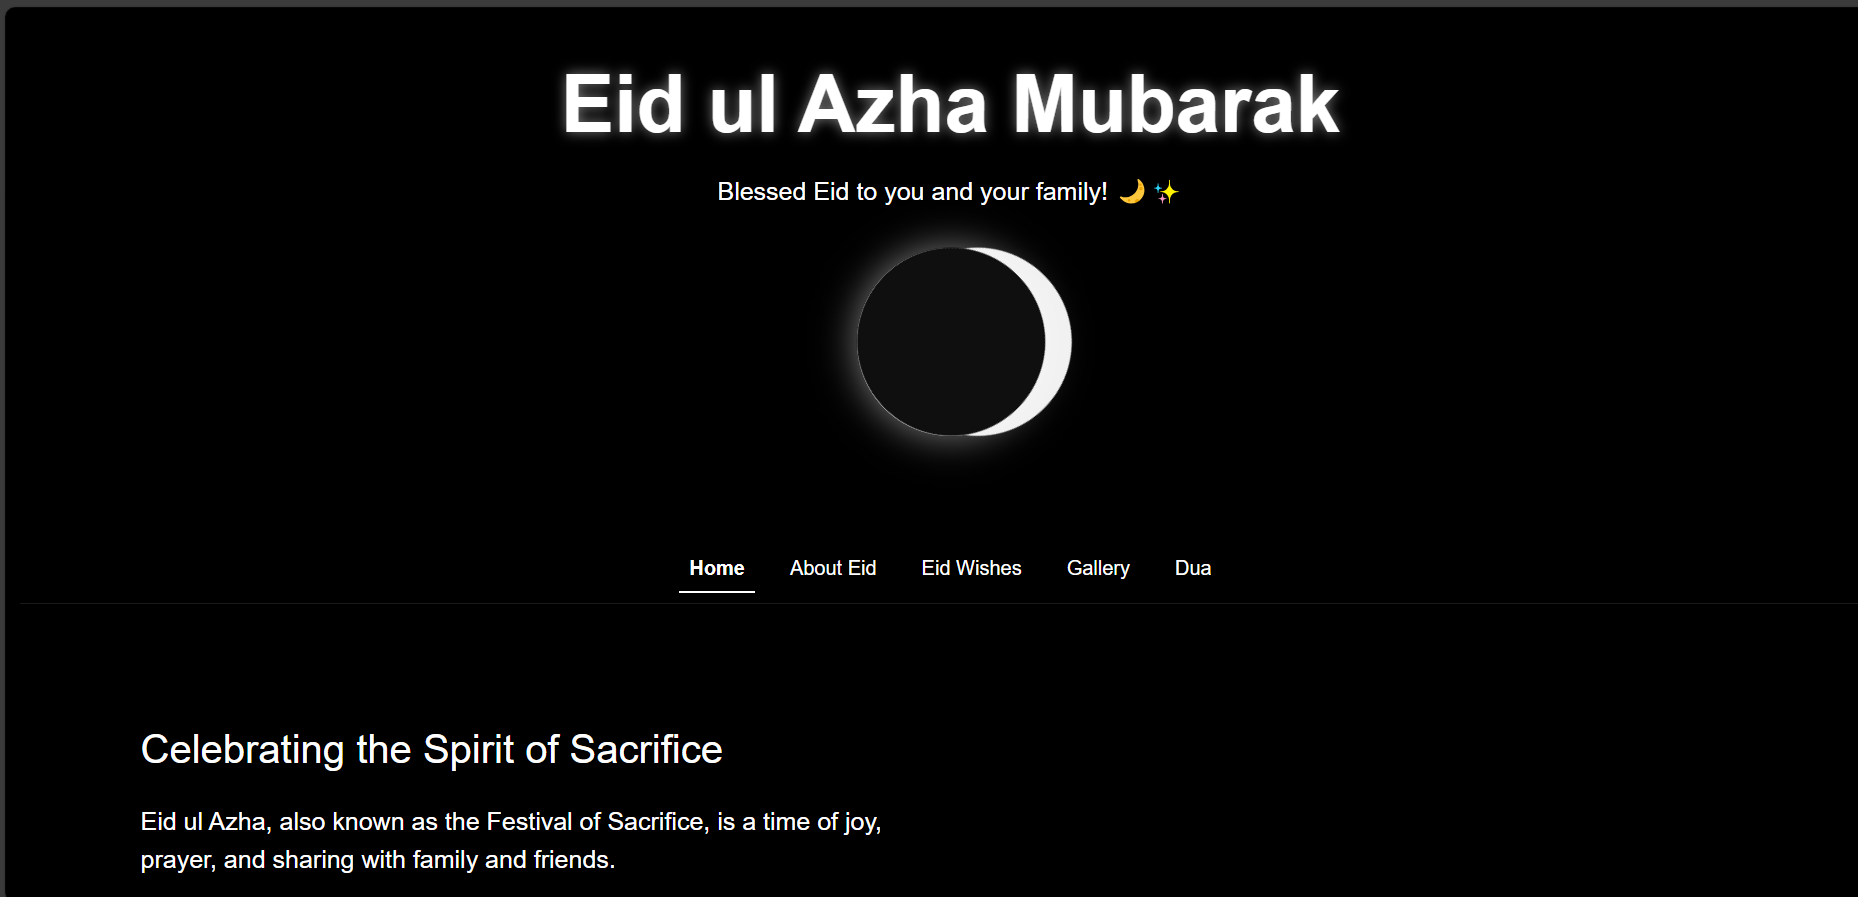 Eid ul Azha Mubarak
Blessed Eid to you and your family! 🌙✨
Home About Eid Eid Wishes Gallery Dua
Celebrating the Spirit of Sacrifice
Eid ul Azha, also known as the Festival of Sacrifice, is a time of joy,
prayer, and sharing with family and friends.